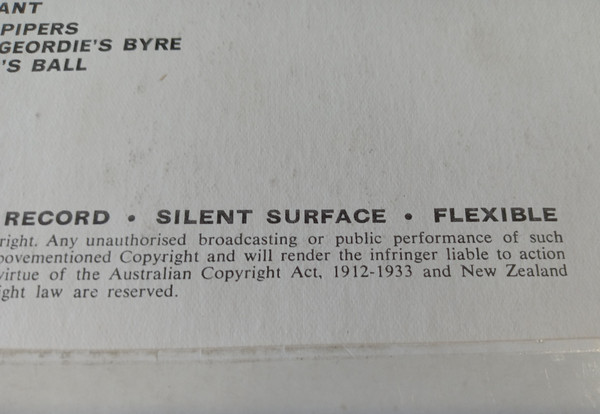 ANT
PIPERS
GEORDIE'S BYRE
'S BALL
RECORD • SILENT SURFACE • FLEXIBLE
right. Any unauthorised broadcasting or public performance of such
bovementioned Copyright and will render the infringer liable to action
virtue of the Australian Copyright Act, 1912-1933 and New Zealand
ight law are reserved.